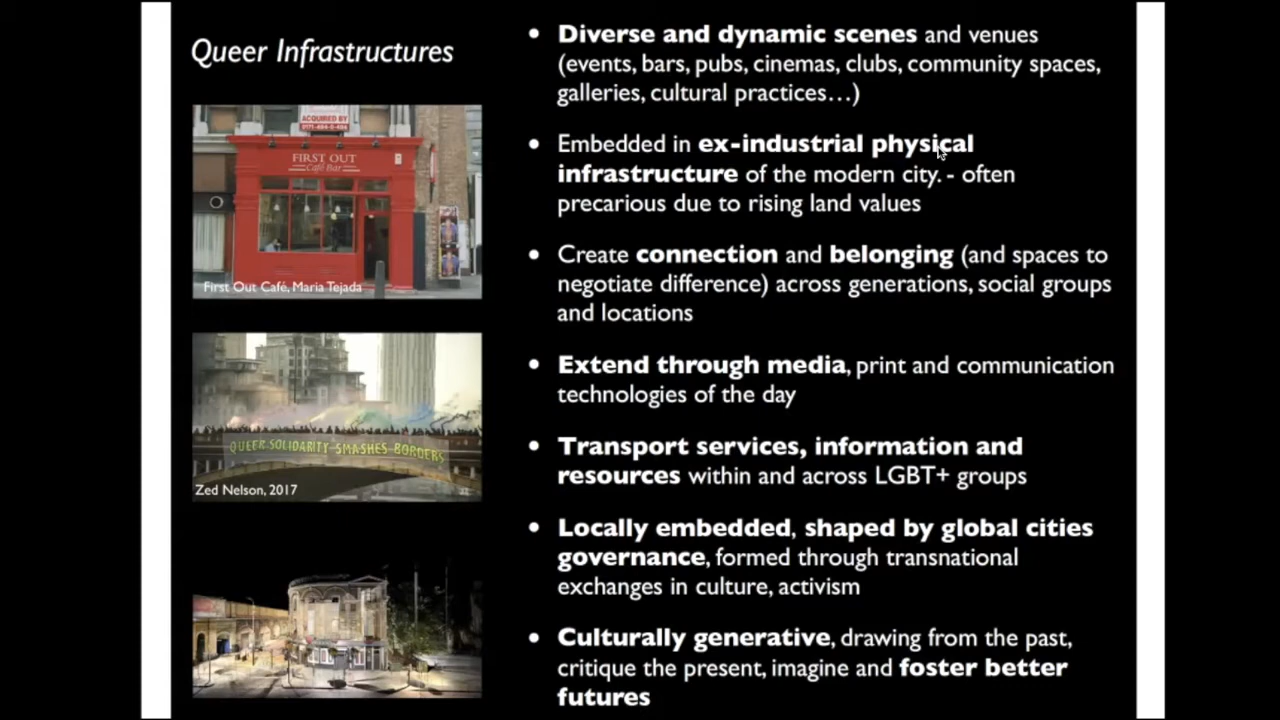 Queer Infrastructures
ACQUIRED BY
FIRST OUT
Café Bar
First Out Café, Maria Tejada
QUEER SOLIDARITY SMASHES BORDERS
Zed Nelson, 2017
• Diverse and dynamic scenes and venues
(events, bars, pubs, cinemas, clubs, community spaces,
galleries, cultural practices…)
• Embedded in ex-industrial physical
infrastructure of the modern city. - often
precarious due to rising land values
• Create connection and belonging (and spaces to
negotiate difference) across generations, social groups
and locations
• Extend through media, print and communication
technologies of the day
• Transport services, information and
resources within and across LGBT+ groups
• Locally embedded, shaped by global cities
governance, formed through transnational
exchanges in culture, activism
• Culturally generative, drawing from the past,
critique the present, imagine and foster better
futures